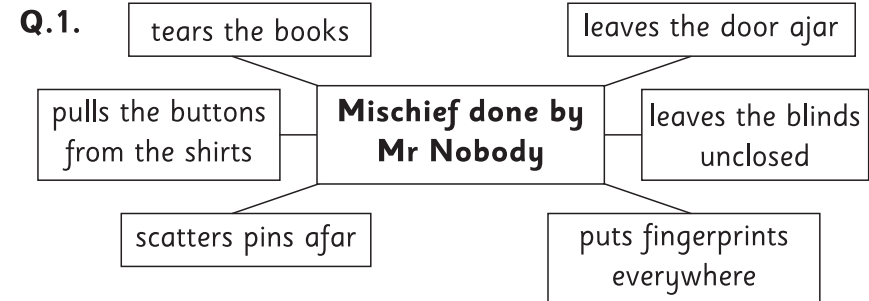 Q.1.
tears the books
leaves the door ajar
pulls the buttons
from the shirts
Mischief done by
Mr Nobody
leaves the blinds
unclosed
scatters pins afar
puts fingerprints
everywhere